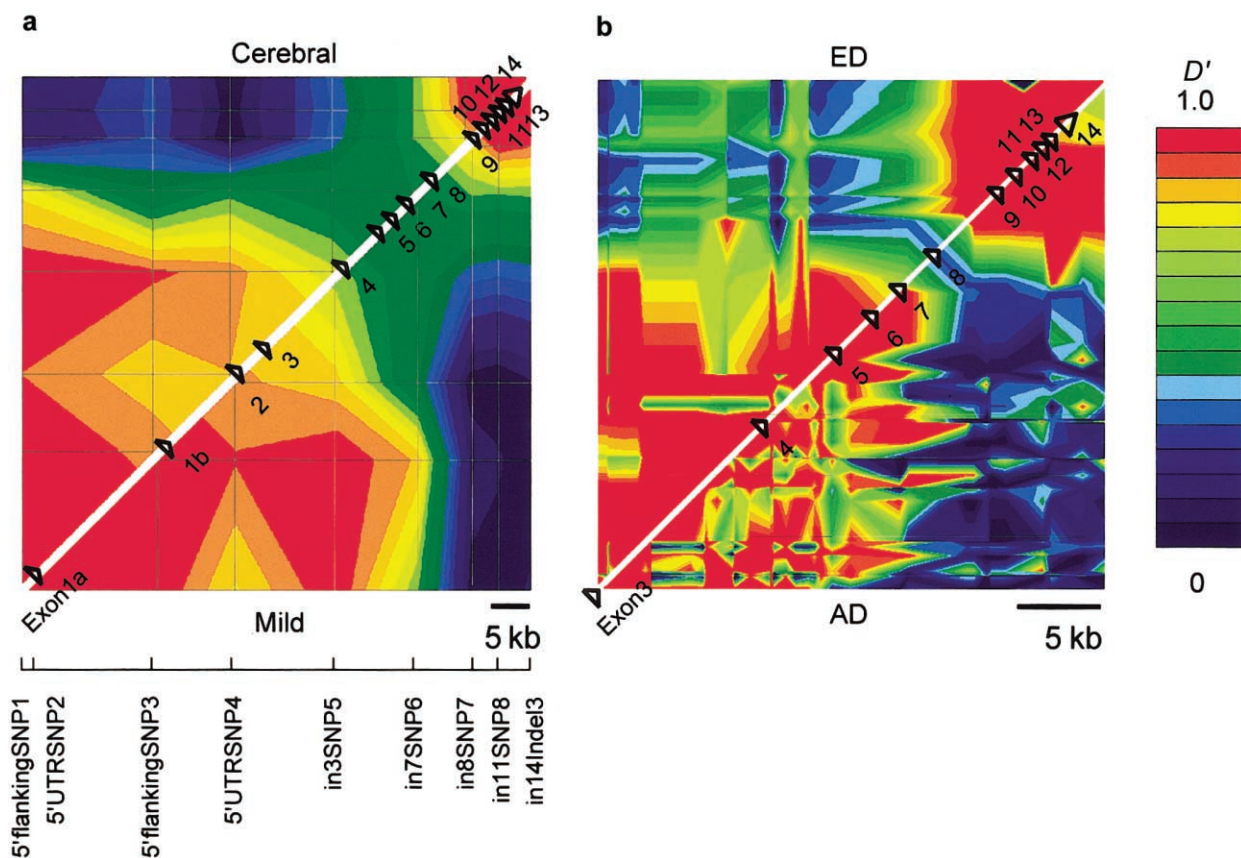 a
Cerebral
14
12
10
13
11
9
8
7
6
5
4
3
2
1b
Exon1a
Mild
5 kb
5'flankingSNP1
5'UTRSNP2
5'flankingSNP3
5'UTRSNP4
in3SNP5
in7SNP6
in8SNP7
in11SNP8
in14Indel3
b
ED
13
11
14
12
10
9
8
7
6
5
4
Exon3
AD
5 kb
D'
1.0
0